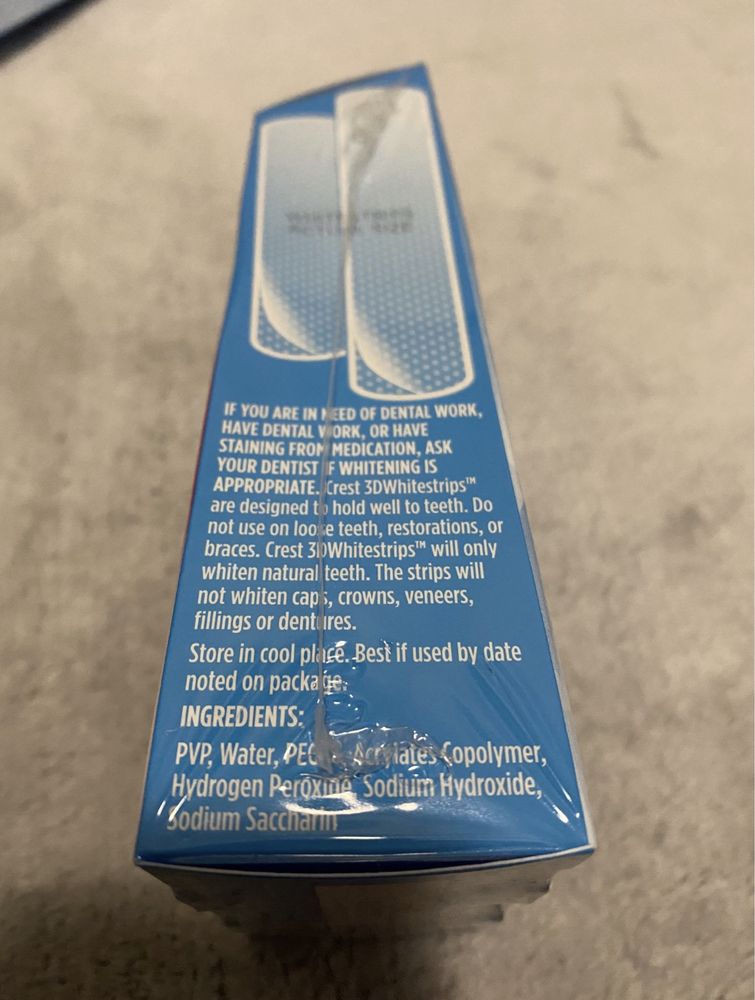 WHITESTRIPS
ACTUAL SIZE
IF YOU ARE IN NEED OF DENTAL WORK,
HAVE DENTAL WORK, OR HAVE
STAINING FROM MEDICATION, ASK
YOUR DENTIST IF WHITENING IS
APPROPRIATE. Crest 3DWhitestrips™
are designed to hold well to teeth. Do
not use on loose teeth, restorations, or
braces. Crest 3DWhitestrips™ will only
whiten natural teeth. The strips will
not whiten caps, crowns, veneers,
fillings or dentures.
Store in cool place. Best if used by date
noted on package.
INGREDIENTS:
PVP, Water, Acrylates Copolymer,
Hydrogen Peroxide, Sodium Hydroxide,
Sodium Saccharin